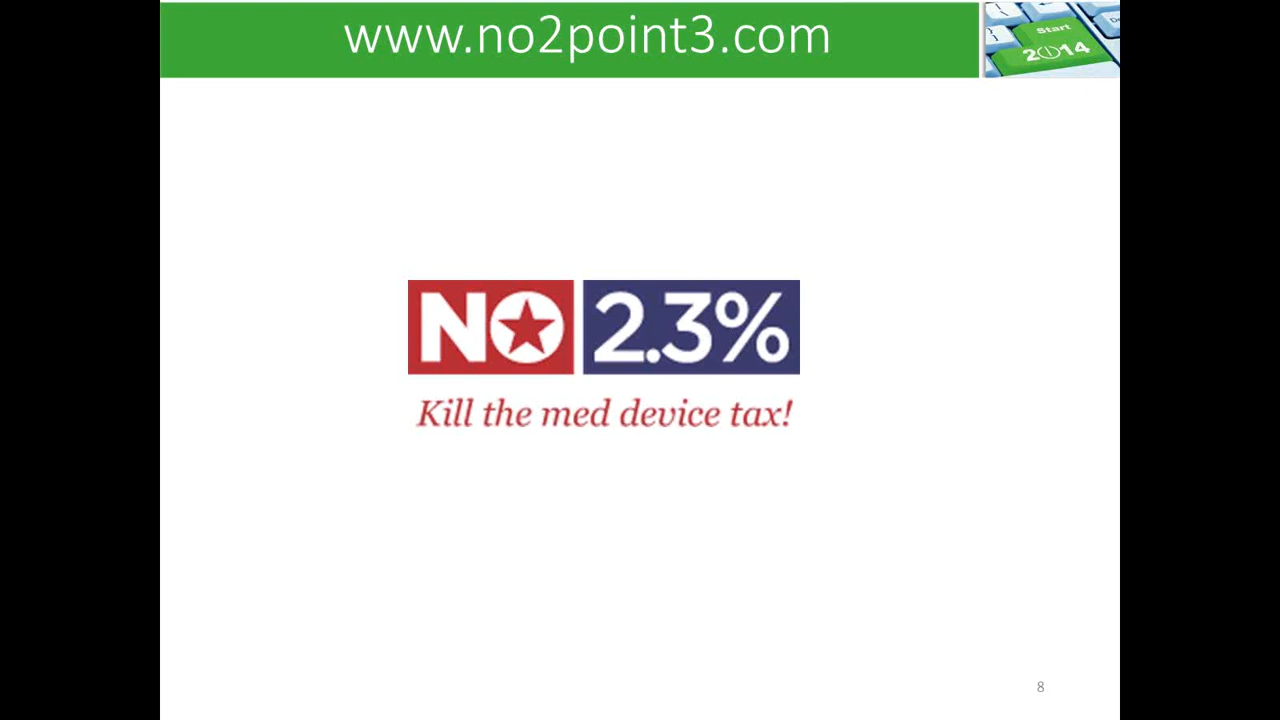 www.no2point3.com
Start
2014
NO 2.3%
Kill the med device tax!
8